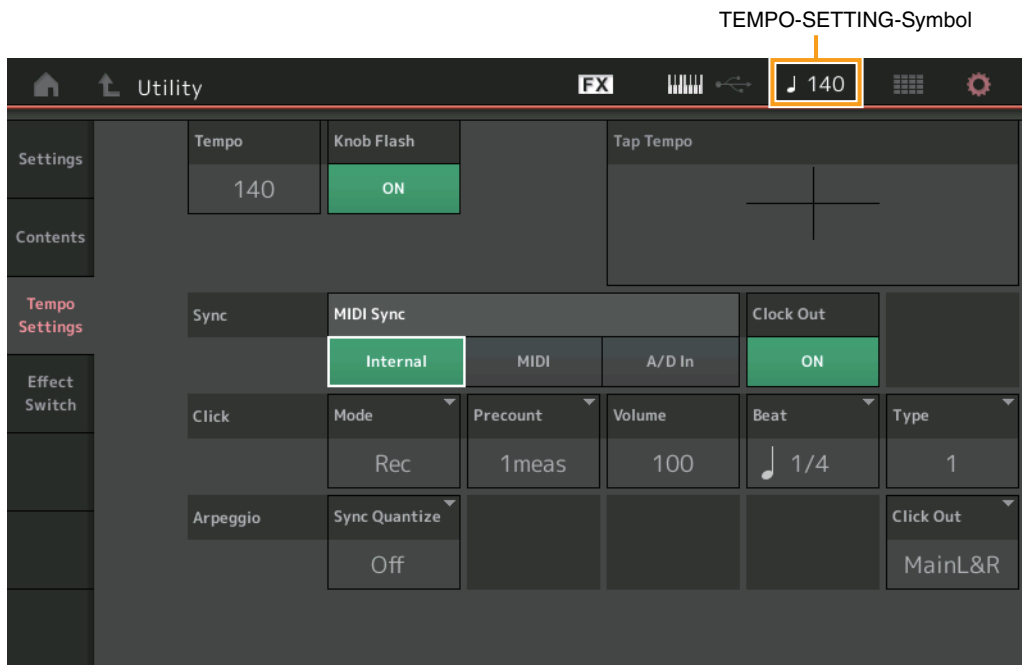 TEMPO-SETTING-Symbol
Utility
FX
♩ 140
Settings
Contents
Tempo
Settings
Effect
Switch
Tempo
140
Knob Flash
ON
Tap Tempo
Sync
MIDI Sync
Internal
MIDI
A/D In
Clock Out
ON
Click
Mode
Rec
Precount
1meas
Volume
100
Beat
♩ 1/4
Type
1
Arpeggio
Sync Quantize
Off
Click Out
MainL&R